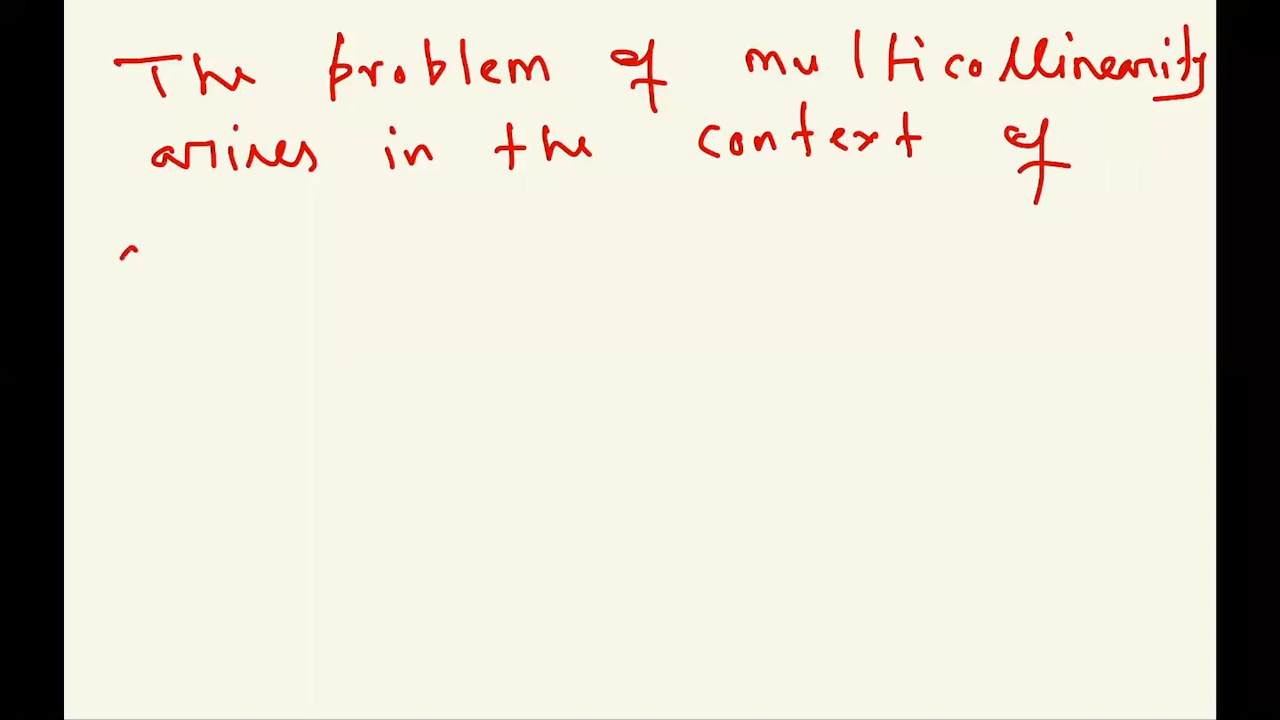 The problem of multicollinearity
arises in the context of